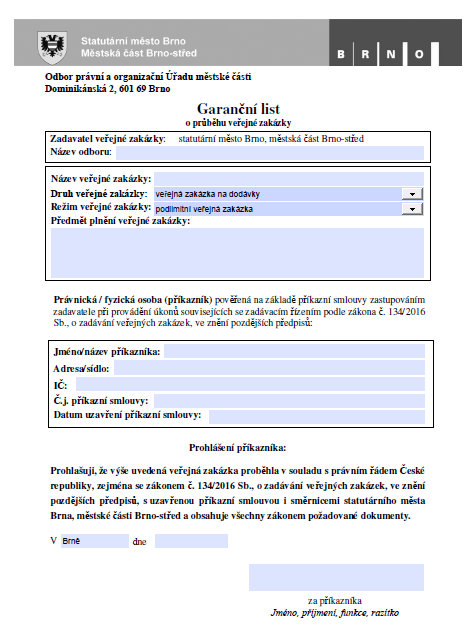 Statutární město Brno
Městská část Brno-střed
B R N O
Odbor právní a organizační Úřadu městské části
Dominikánská 2, 601 69 Brno
Garanční list
o průběhu veřejné zakázky
Zadavatel veřejné zakázky: statutární město Brno, městská část Brno-střed
Název odboru:
Název veřejné zakázky:
Druh veřejné zakázky: veřejná zakázka na dodávky
Režim veřejné zakázky: podlimitní veřejná zakázka
Předmět plnění veřejné zakázky:
Právnická / fyzická osoba (příkazník) pověřená na základě příkazní smlouvy zastupováním
zadavatele při provádění úkonů souvisejících se zadávacím řízením podle zákona č. 134/2016
Sb., o zadávání veřejných zakázek, ve znění pozdějších předpisů:
Jméno/název příkazníka:
Adresa/sídlo:
IČ:
Č.j. příkazní smlouvy:
Datum uzavření příkazní smlouvy:
Prohlášení příkazníka:
Prohlašuji, že výše uvedená veřejná zakázka proběhla v souladu s právním řádem České
republiky, zejména se zákonem č. 134/2016 Sb., o zadávání veřejných zakázek, ve znění
pozdějších předpisů, s uzavřenou příkazní smlouvou i směrnicemi statutárního města
Brna, městské části Brno-střed a obsahuje všechny zákonem požadované dokumenty.
V Brně dne
za příkazníka
Jméno, příjmení, funkce, razítko